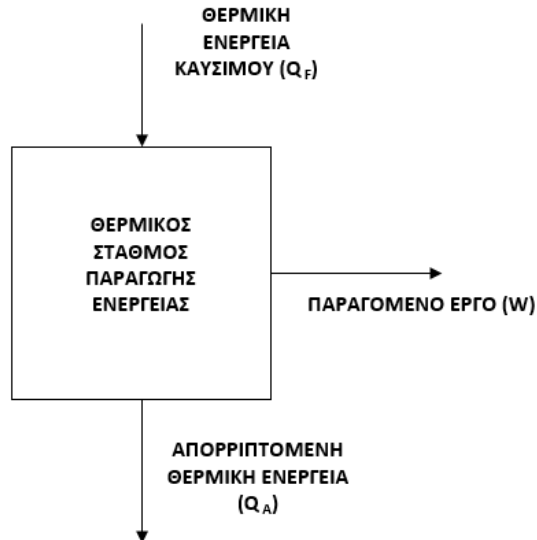 ΘΕΡΜΙΚΗ
ΕΝΕΡΓΕΙΑ
ΚΑΥΣΙΜΟΥ (Q F)
ΘΕΡΜΙΚΟΣ
ΣΤΑΘΜΟΣ
ΠΑΡΑΓΩΓΗΣ
ΕΝΕΡΓΕΙΑΣ
ΠΑΡΑΓΟΜΕΝΟ ΕΡΓΟ (W)
ΑΠΟΡΡΙΠΤΟΜΕΝΗ
ΘΕΡΜΙΚΗ ΕΝΕΡΓΕΙΑ
(Q A)